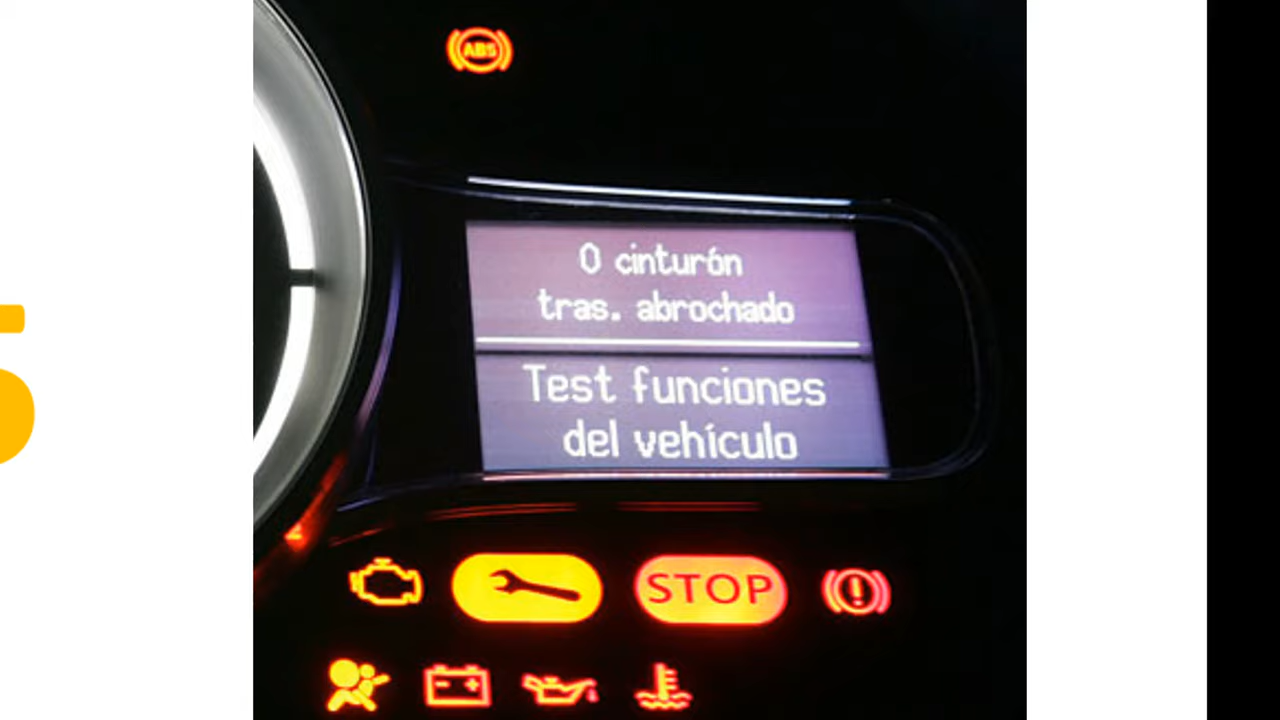 ABS
0 cinturón
tras. abrochado
Test funciones
del vehículo
STOP